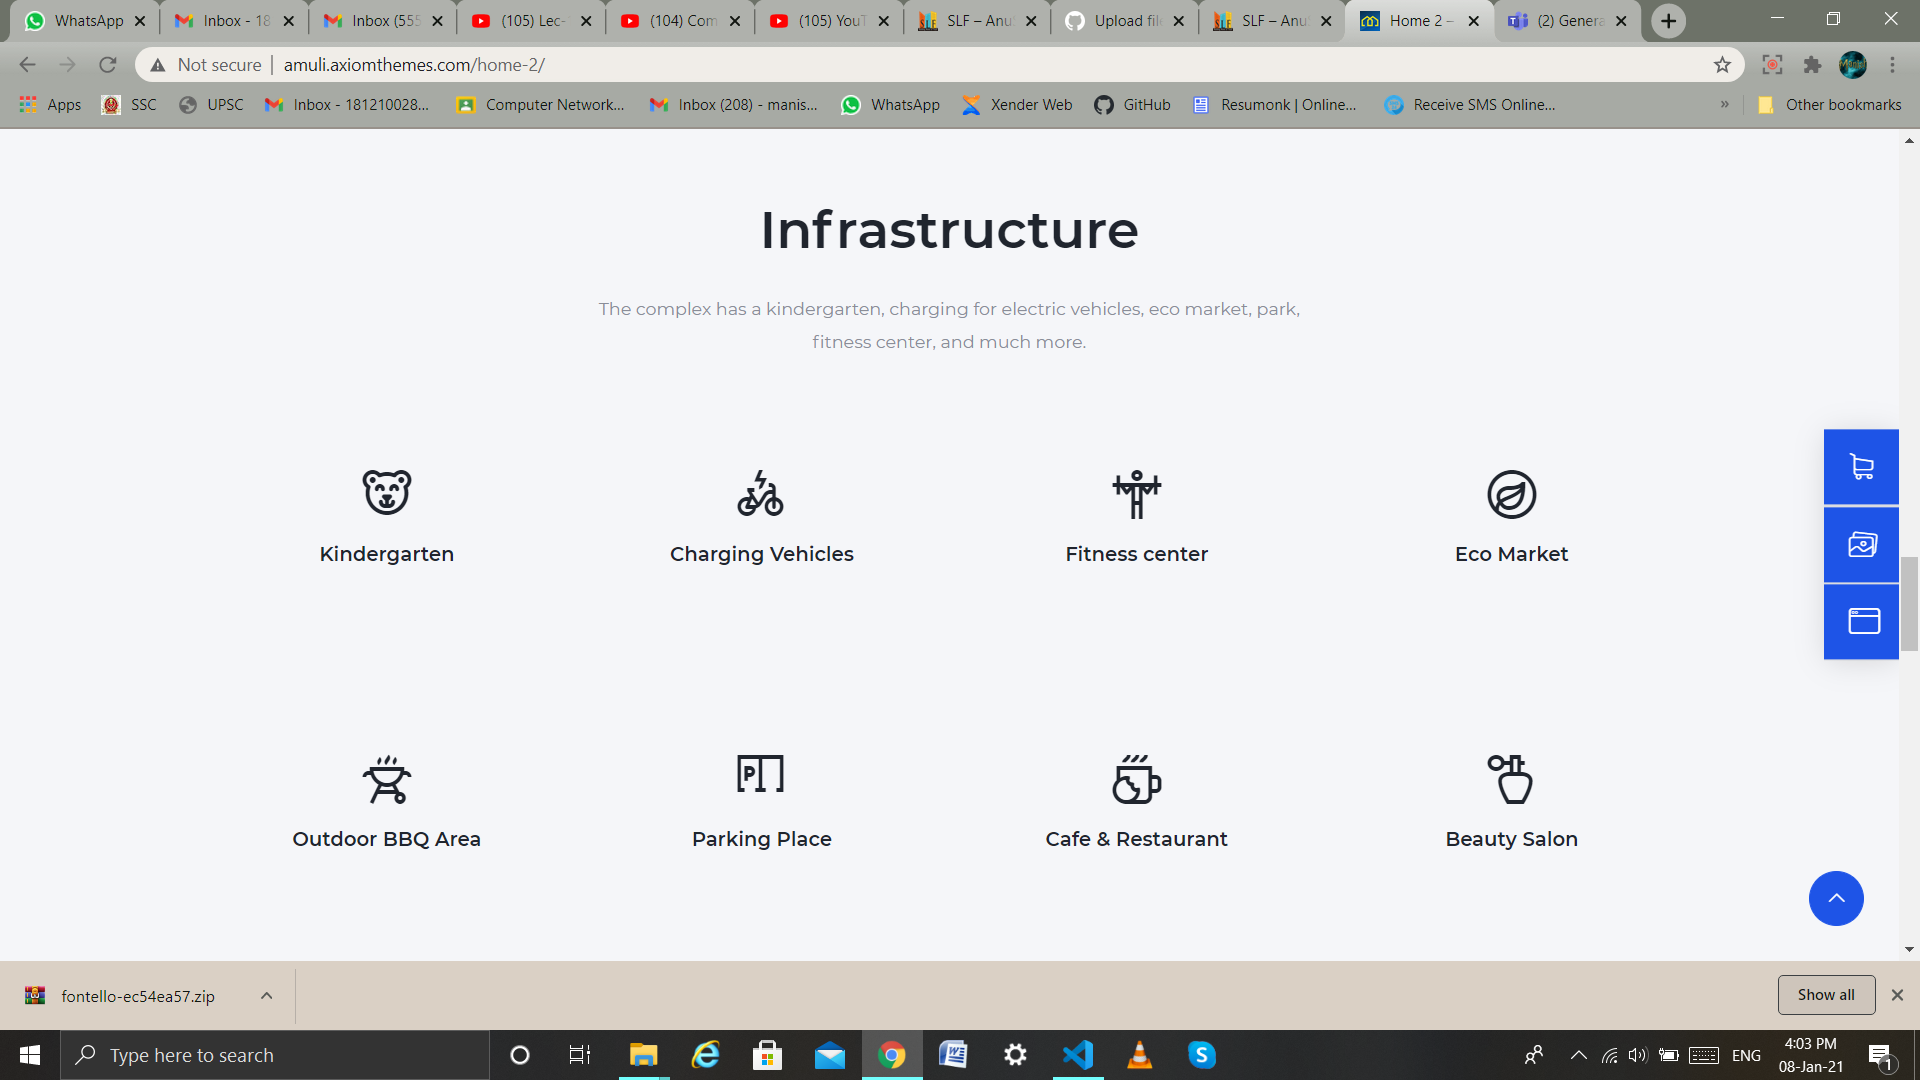 WhatsApp
Inbox - 18
Inbox (555
(105) Lec-
(104) Com
(105) YouT
SLF – Anu
Upload file
SLF – Anu
Home 2 –
(2) Genera
Not secure
amuli.axiomthemes.com/home-2/
Apps
SSC
UPSC
Inbox - 181210028...
Computer Network...
Inbox (208) - manis...
WhatsApp
Xender Web
GitHub
Resumonk | Online...
Receive SMS Online...
»
Other bookmarks
Infrastructure
The complex has a kindergarten, charging for electric vehicles, eco market, park,
fitness center, and much more.
Kindergarten
Charging Vehicles
Fitness center
Eco Market
P
Outdoor BBQ Area
Parking Place
Cafe & Restaurant
Beauty Salon
fontello-ec54ea57.zip
Show all
Type here to search
ENG
4:03 PM
08-Jan-21
1